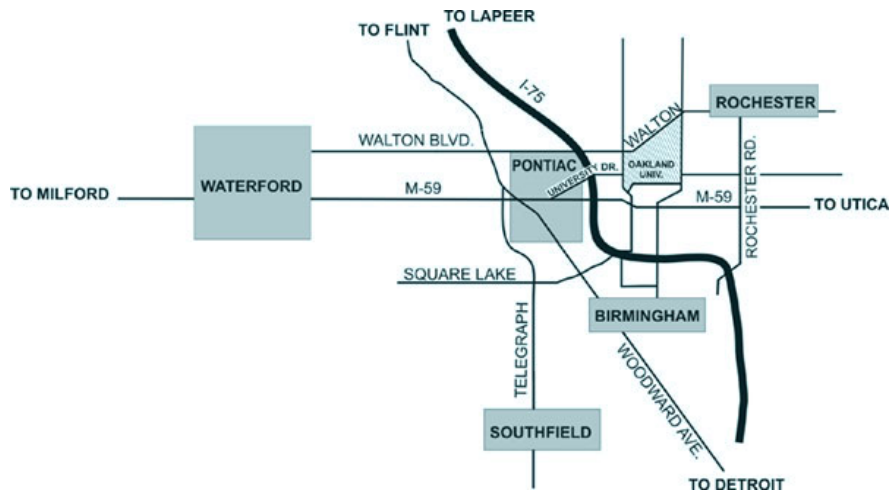 TO LAPEER
TO FLINT
I-75
WALTON
ROCHESTER
WALTON BLVD.
PONTIAC
OAKLAND
UNIV.
UNIVERSITY DR.
WATERFORD
M-59
TO MILFORD
M-59
TO UTICA
ROCHESTER RD.
SQUARE LAKE
BIRMINGHAM
TELEGRAPH
WOODWARD AVE.
SOUTHFIELD
TO DETROIT